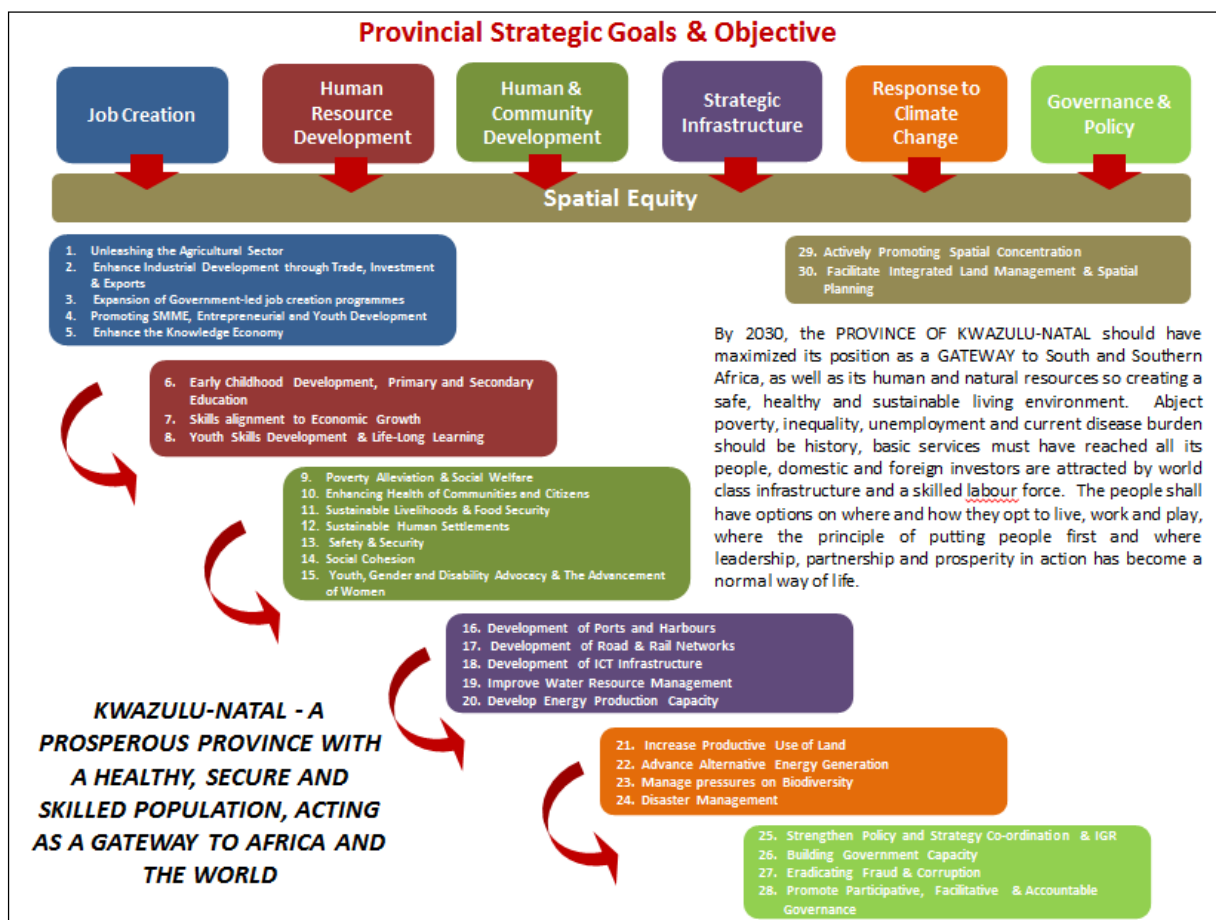 Provincial Strategic Goals & Objective
Job Creation
Human
Resource
Development
Human &
Community
Development
Strategic
Infrastructure
Response to
Climate
Change
Governance &
Policy
Spatial Equity
1. Unleashing the Agricultural Sector
2. Enhance Industrial Development through Trade, Investment
& Exports
3. Expansion of Government-led job creation programmes
4. Promoting SMME, Entrepreneurial and Youth Development
5. Enhance the Knowledge Economy
29. Actively Promoting Spatial Concentration
30. Facilitate Integrated Land Management & Spatial
Planning
6. Early Childhood Development, Primary and Secondary
Education
7. Skills alignment to Economic Growth
8. Youth Skills Development & Life-Long Learning
By 2030, the PROVINCE OF KWAZULU-NATAL should have
maximized its position as a GATEWAY to South and Southern
Africa, as well as its human and natural resources so creating a
safe, healthy and sustainable living environment. Abject
poverty, inequality, unemployment and current disease burden
should be history, basic services must have reached all its
people, domestic and foreign investors are attracted by world
class infrastructure and a skilled labour force. The people shall
have options on where and how they opt to live, work and play,
where the principle of putting people first and where
leadership, partnership and prosperity in action has become a
normal way of life.
9. Poverty Alleviation & Social Welfare
10. Enhancing Health of Communities and Citizens
11. Sustainable Livelihoods & Food Security
12. Sustainable Human Settlements
13. Safety & Security
14. Social Cohesion
15. Youth, Gender and Disability Advocacy & The Advancement
of Women
16. Development of Ports and Harbours
17. Development of Road & Rail Networks
18. Development of ICT Infrastructure
19. Improve Water Resource Management
20. Develop Energy Production Capacity
KWAZULU-NATAL - A
PROSPEROUS PROVINCE WITH
A HEALTHY, SECURE AND
SKILLED POPULATION, ACTING
AS A GATEWAY TO AFRICA AND
THE WORLD
21. Increase Productive Use of Land
22. Advance Alternative Energy Generation
23. Manage pressures on Biodiversity
24. Disaster Management
25. Strengthen Policy and Strategy Co-ordination & IGR
26. Building Government Capacity
27. Eradicating Fraud & Corruption
28. Promote Participative, Facilitative & Accountable
Governance